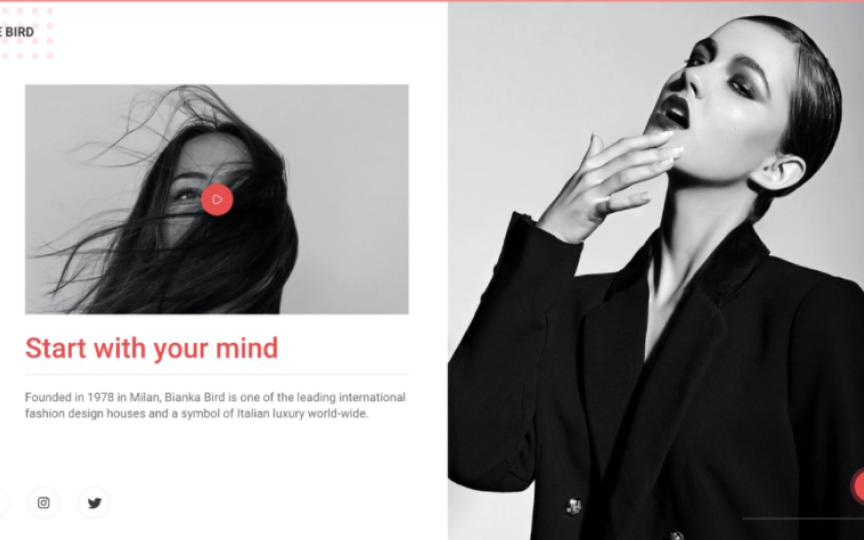 E BIRD
Start with your mind
Founded in 1978 in Milan, Bianka Bird is one of the leading international
fashion design houses and a symbol of Italian luxury world-wide.